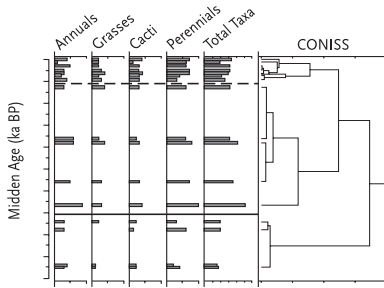 Annuals
Grasses
Cacti
Perennials
Total Taxa
CONISS
Midden Age (ka BP)